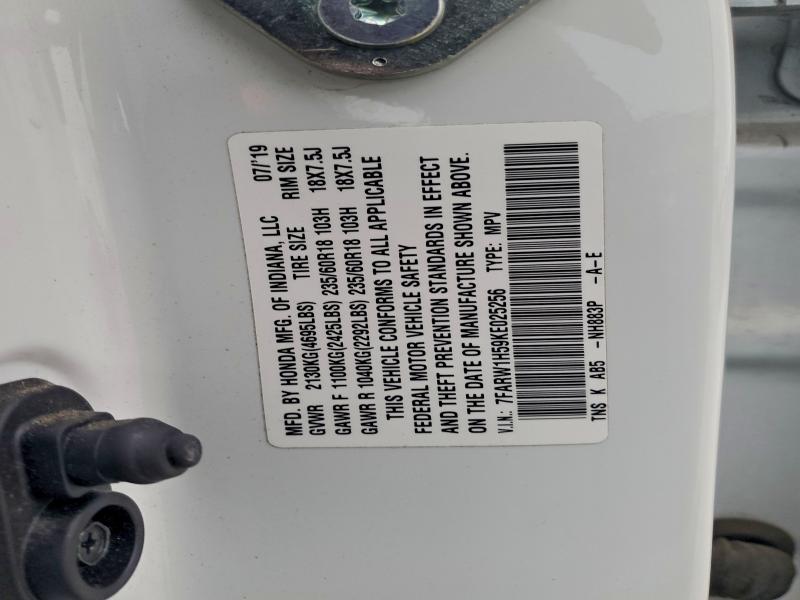 MFD. BY HONDA MFG. OF INDIANA, LLC 07/'19
GVWR 2130KG(4695LBS) TIRE SIZE RIM SIZE
GAWR F 1100KG(2425LBS) 235/60R18 103H 18X7.5J
GAWR R 1040KG(2292LBS) 235/60R18 103H 18X7.5J
THIS VEHICLE CONFORMS TO ALL APPLICABLE
FEDERAL MOTOR VEHICLE SAFETY
AND THEFT PREVENTION STANDARDS IN EFFECT
ON THE DATE OF MANUFACTURE SHOWN ABOVE.
V.I.N.: 7FARW1H59KE025256 TYPE: MPV
TNS K AB5 -NH883P -A-E